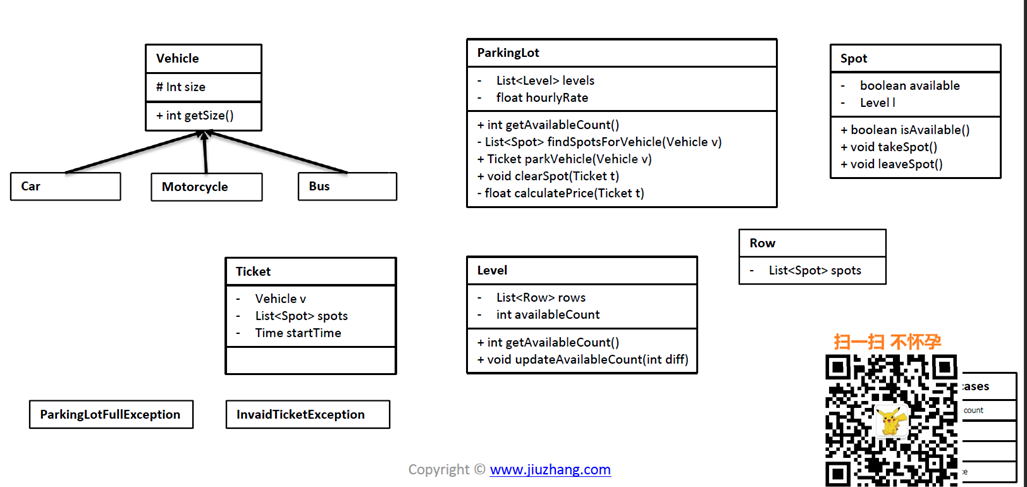 Vehicle
# Int size
+ int getSize()
Car
Motorcycle
Bus
ParkingLot
- List<Level> levels
- float hourlyRate
+ int getAvailableCount()
- List<Spot> findSpotsForVehicle(Vehicle v)
+ Ticket parkVehicle(Vehicle v)
+ void clearSpot(Ticket t)
- float calculatePrice(Ticket t)
Spot
- boolean available
- Level l
+ boolean isAvailable()
+ void takeSpot()
+ void leaveSpot()
Ticket
- Vehicle v
- List<Spot> spots
- Time startTime
Level
- List<Row> rows
- int availableCount
+ int getAvailableCount()
+ void updateAvailableCount(int diff)
Row
- List<Spot> spots
ParkingLotFullException
InvaidTicketException
扫一扫 不怀孕
cases
count
Copyright © www.jiuzhang.com